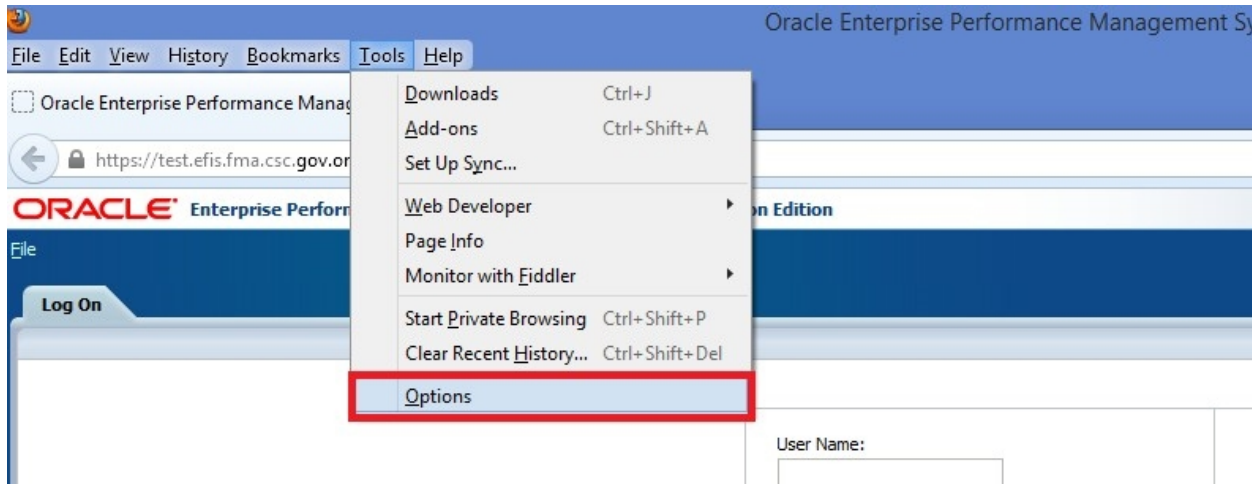 Oracle Enterprise Performance Management Sy
File Edit View History Bookmarks Tools Help
Oracle Enterprise Performance Manag
https://test.efis.fma.csc.gov.on
ORACLE Enterprise Perforn
on Edition
File
Log On
Downloads Ctrl+J
Add-ons Ctrl+Shift+A
Set Up Sync...
Web Developer
Page Info
Monitor with Fiddler
Start Private Browsing Ctrl+Shift+P
Clear Recent History... Ctrl+Shift+Del
Options
User Name: